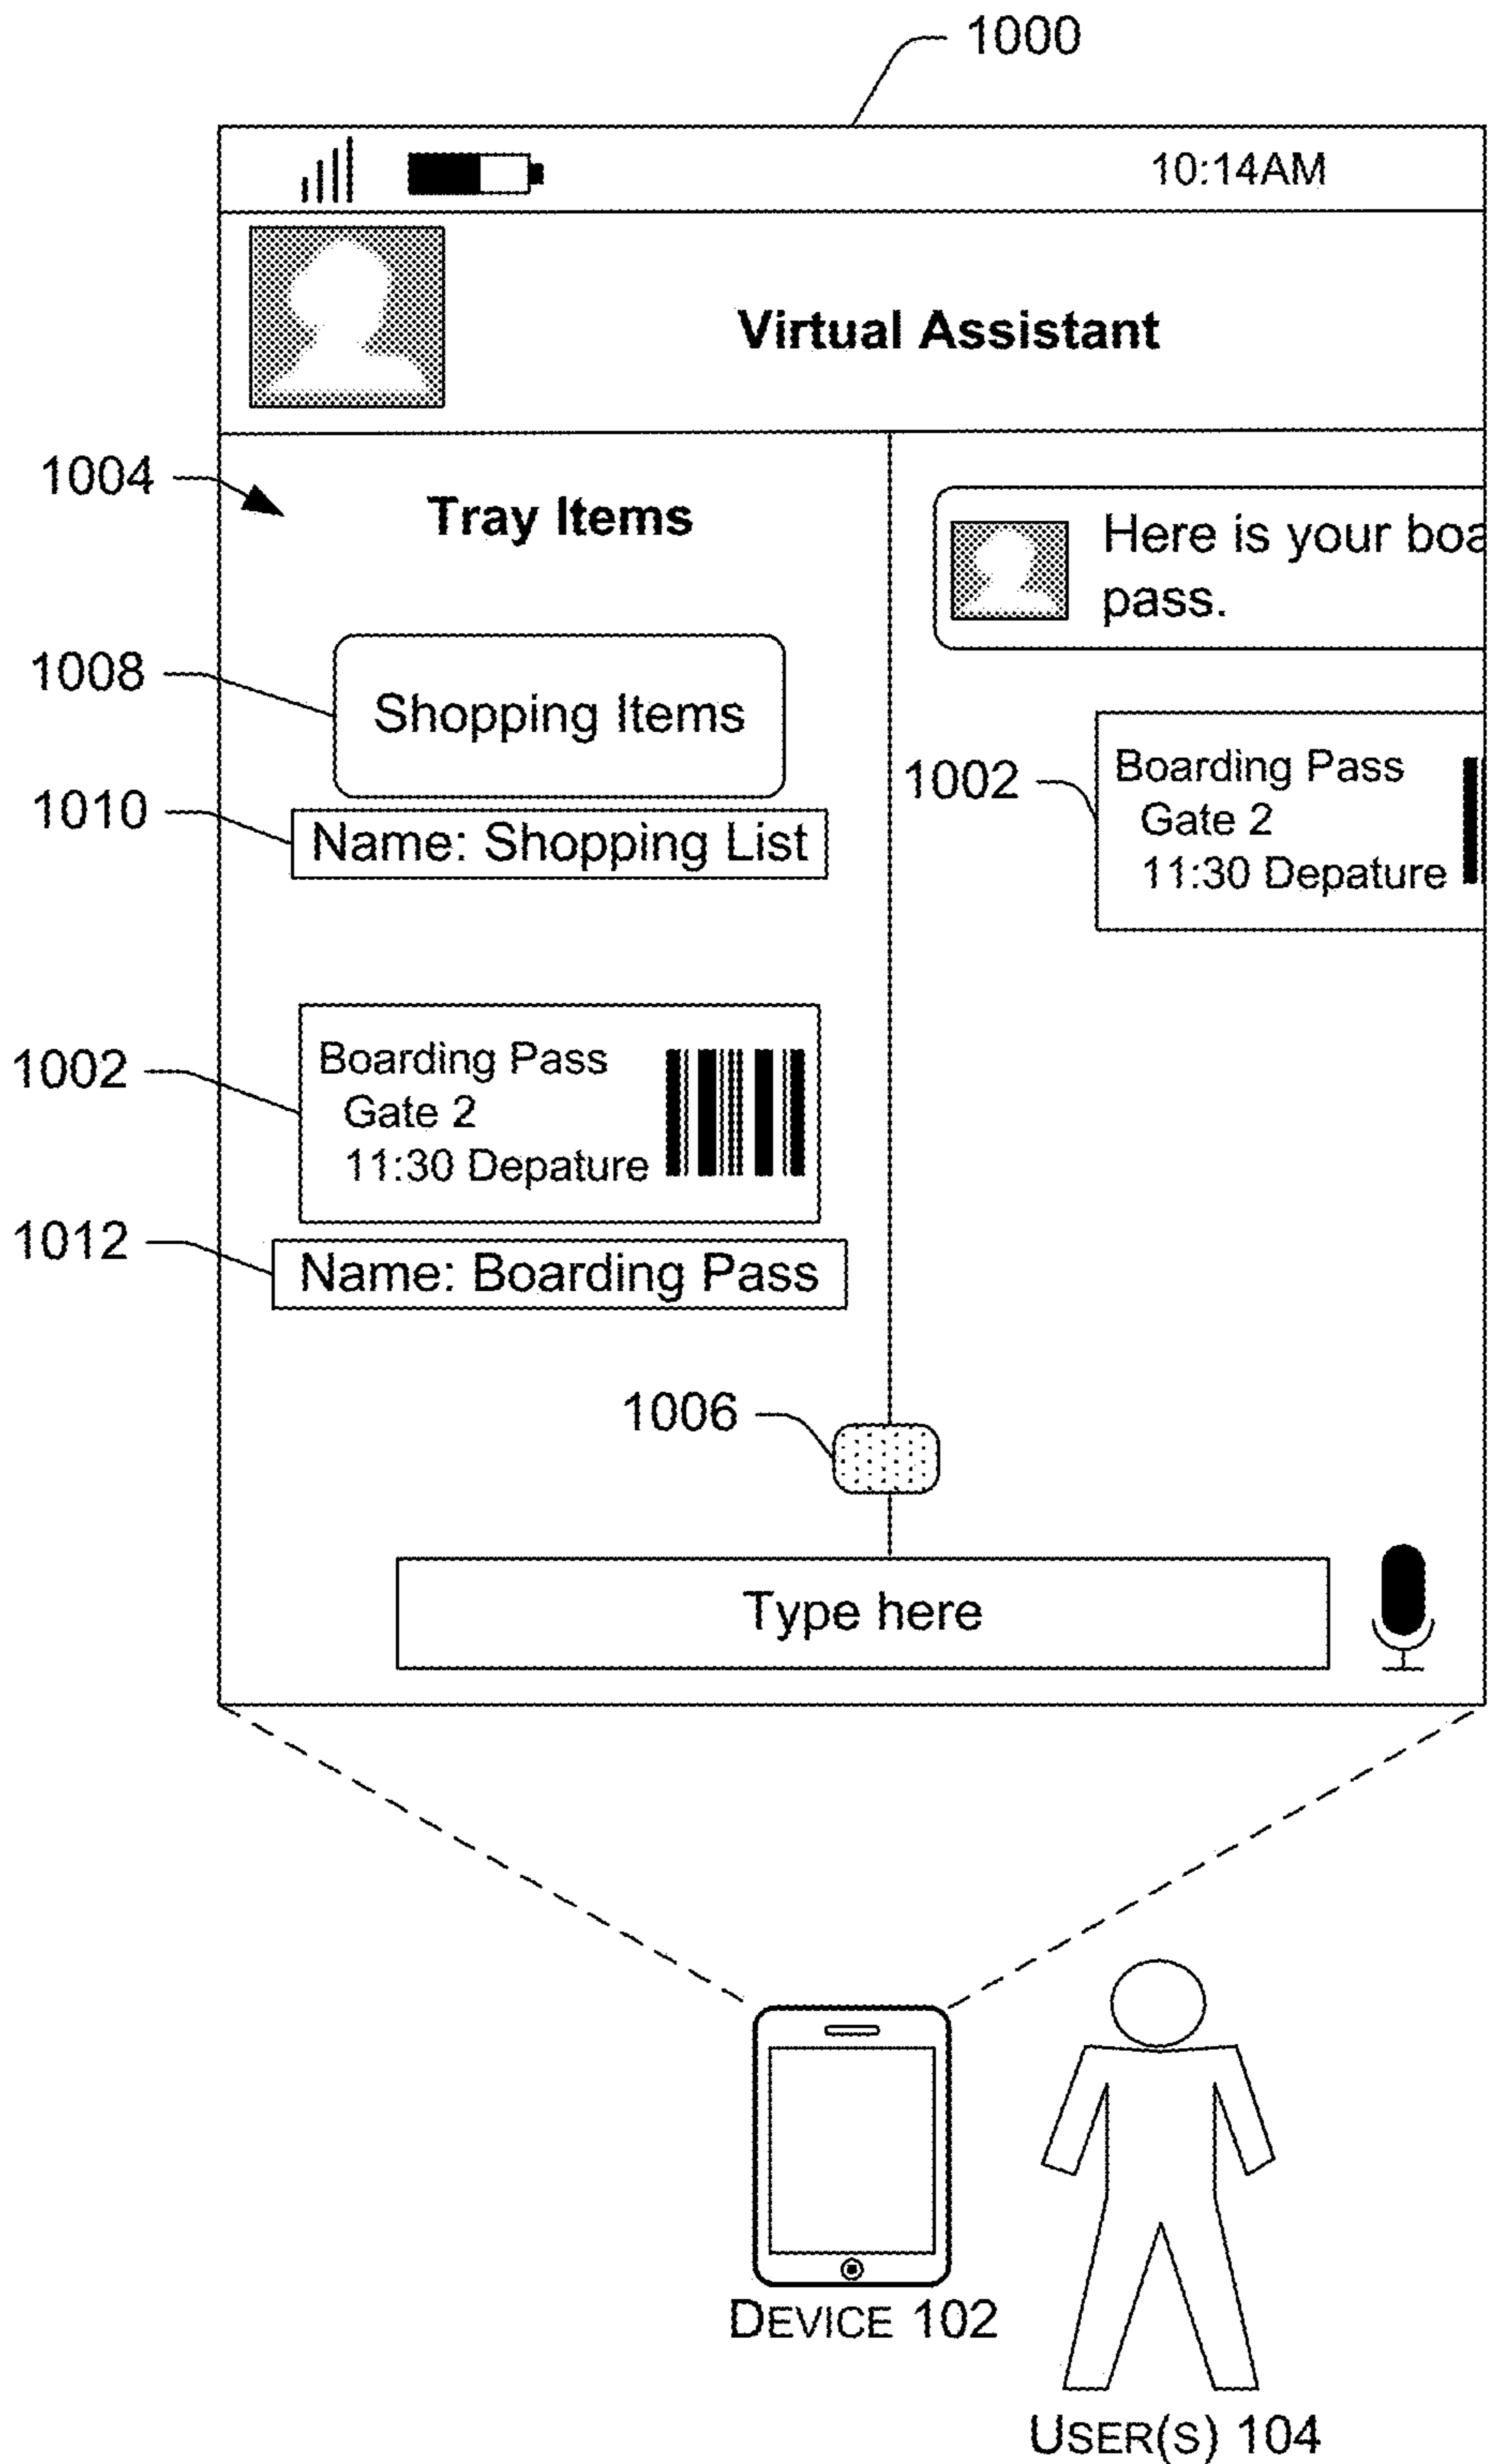 1000
10:14AM
Virtual Assistant
1004
Tray Items
Here is your boa
pass.
1008
Shopping Items
1010
Name: Shopping List
1002
Boarding Pass
Gate 2
11:30 Depature
1002
Boarding Pass
Gate 2
11:30 Depature
1012
Name: Boarding Pass
1006
Type here
DEVICE 102
USER(S) 104